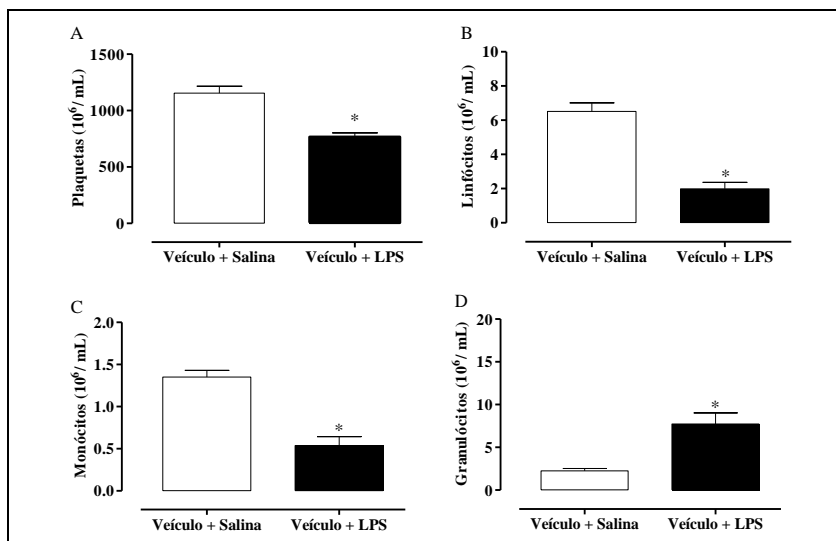 A
Plaquetas (10⁶/ mL)
1500
1000
500
0
*
Veículo + Salina Veículo + LPS
B
Linfócitos (10⁶/ mL)
10
8
6
4
2
0
*
Veículo + Salina Veículo + LPS
C
Monócitos (10⁶/ mL)
2.0
1.5
1.0
0.5
0.0
*
Veículo + Salina Veículo + LPS
D
Granulócitos (10⁶/ mL)
20
15
10
5
0
*
Veículo + Salina Veículo + LPS